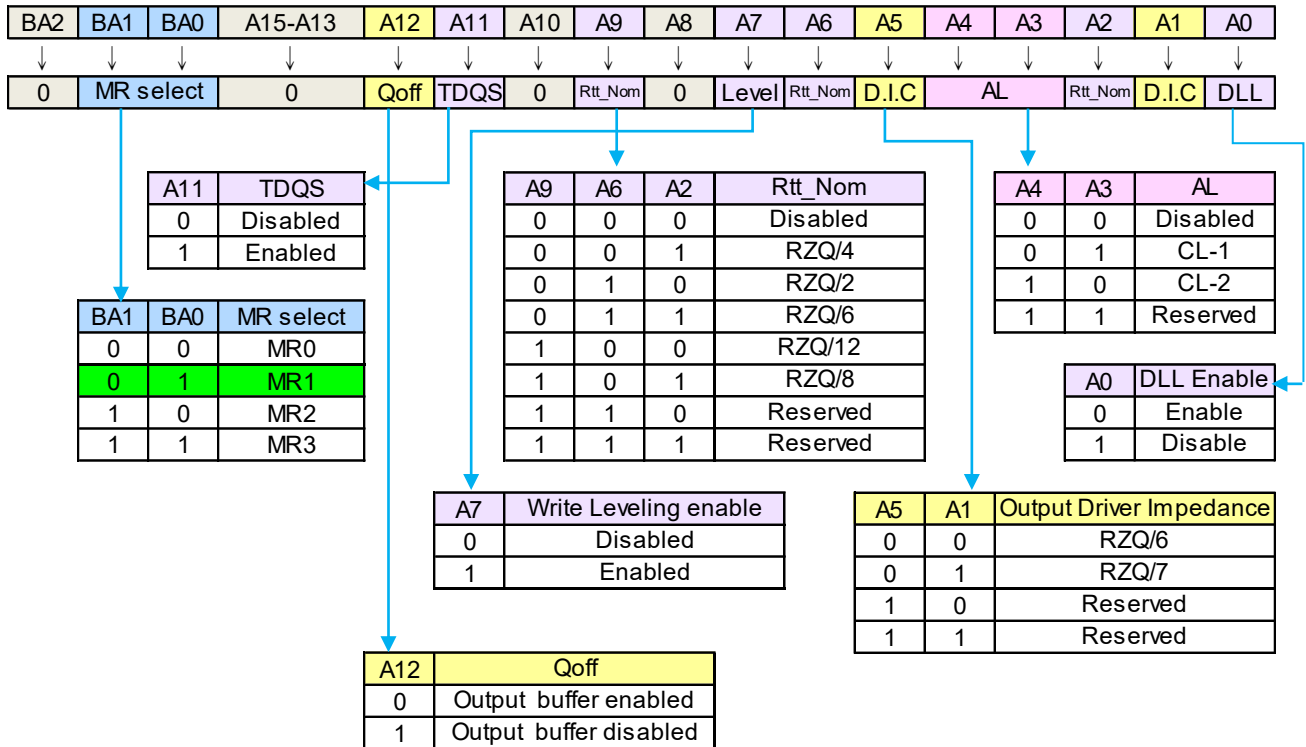 BA2 BA1 BA0 A15-A13 A12 A11 A10 A9 A8 A7 A6 A5 A4 A3 A2 A1 A0
0 MR select 0 Qoff TDQS 0 Rtt_Nom 0 Level Rtt_Nom D.I.C AL Rtt_Nom D.I.C DLL
A11 TDQS
0 Disabled
1 Enabled
A9 A6 A2 Rtt_Nom
0 0 0 Disabled
0 0 1 RZQ/4
0 1 0 RZQ/2
0 1 1 RZQ/6
1 0 0 RZQ/12
1 0 1 RZQ/8
1 1 0 Reserved
1 1 1 Reserved
A4 A3 AL
0 0 Disabled
0 1 CL-1
1 0 CL-2
1 1 Reserved
BA1 BA0 MR select
0 0 MR0
0 1 MR1
1 0 MR2
1 1 MR3
A0 DLL Enable
0 Enable
1 Disable
A7 Write Leveling enable
0 Disabled
1 Enabled
A5 A1 Output Driver Impedance
0 0 RZQ/6
0 1 RZQ/7
1 0 Reserved
1 1 Reserved
A12 Qoff
0 Output buffer enabled
1 Output buffer disabled